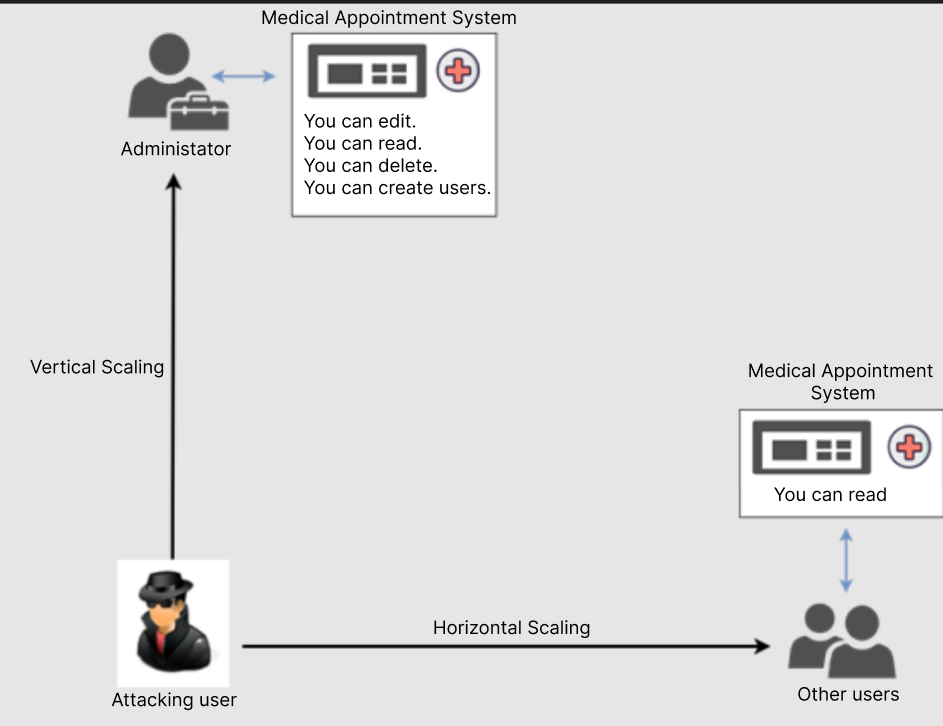 Medical Appointment System
You can edit.
You can read.
You can delete.
You can create users.
Administator
Vertical Scaling
Medical Appointment
System
You can read
Horizontal Scaling
Attacking user
Other users